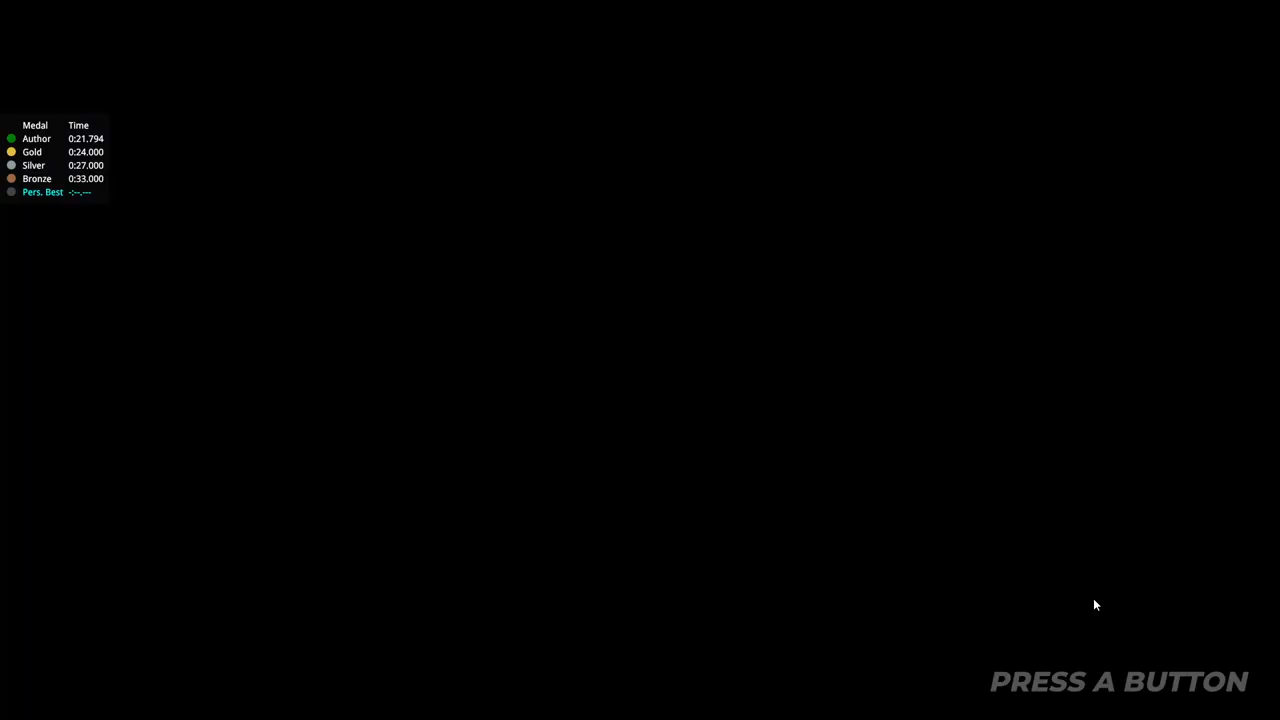 Medal Time
Author 0:21.794
Gold 0:24.000
Silver 0:27.000
Bronze 0:33.000
Pers. Best -:--.---
PRESS A BUTTON